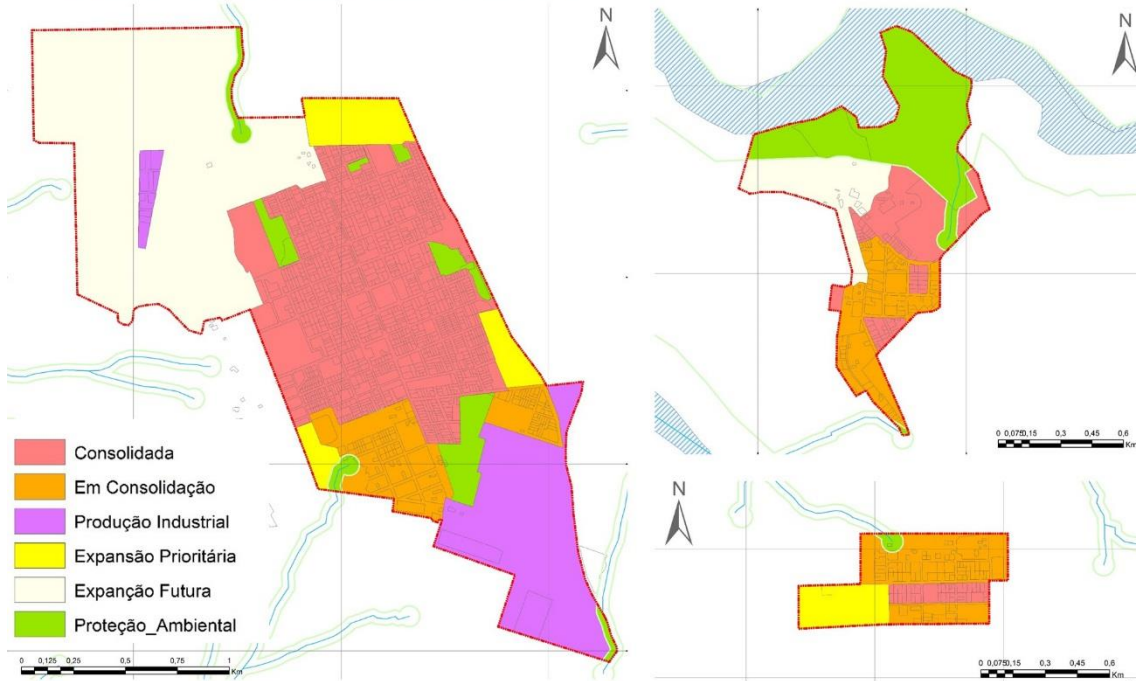 N
Consolidada
Em Consolidação
Produção Industrial
Expansão Prioritária
Expanção Futura
Proteção_Ambiental
0 0,125 0,25 0,5 0,75 1
Km
N
0 0,075 0,15 0,3 0,45 0,6
Km
N
0 0,075 0,15 0,3 0,45 0,6
Km